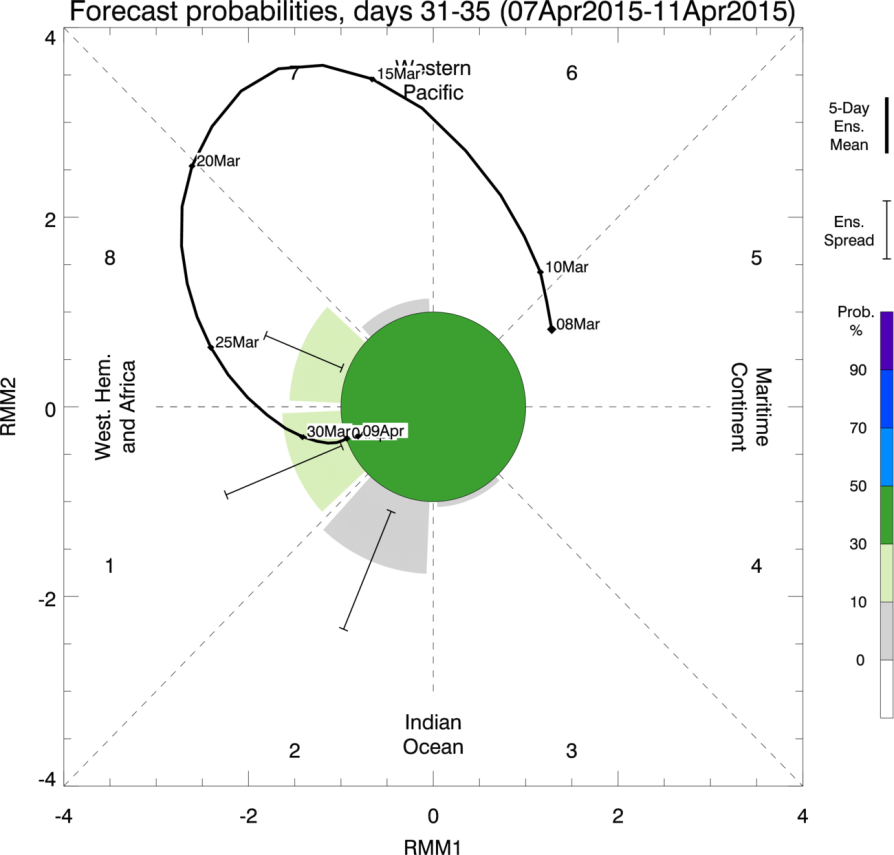 Forecast probabilities, days 31-35 (07Apr2015-11Apr2015)
4
2
0
-2
-4
-4
-2
0
2
4
RMM1
RMM2
7
6
8
5
1
4
2
3
Western
Pacific
West. Hem.
and Africa
Maritime
Continent
Indian
Ocean
15Mar
20Mar
10Mar
08Mar
25Mar
30Mar
09Apr
5-Day
Ens.
Mean
Ens.
Spread
Prob.
%
90
70
50
30
10
0